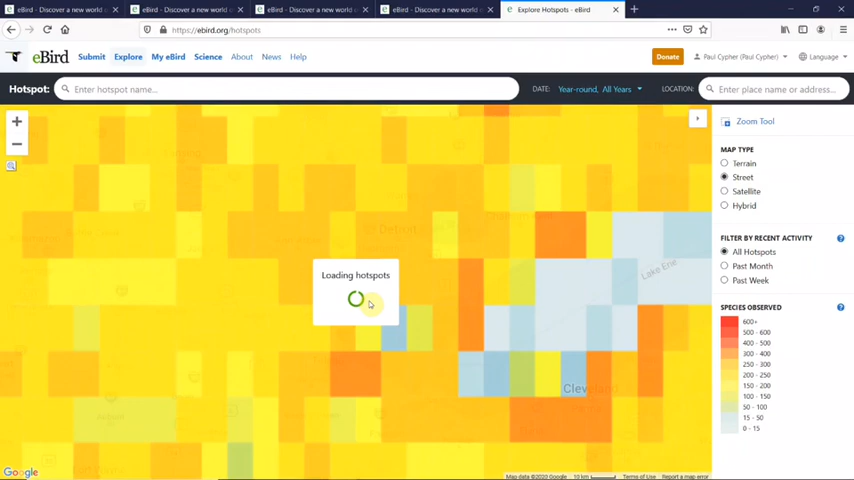 eBird - Discover a new world o
eBird - Discover a new world o
eBird - Discover a new world o
eBird - Discover a new world o
Explore Hotspots - eBird
https://ebird.org/hotspots
eBird Submit Explore My eBird Science About News Help Donate Paul Cypher (Paul Cypher) Language
Hotspot: Enter hotspot name... DATE: Year-round, All Years LOCATION: Enter place name or address...
Zoom Tool
MAP TYPE
Terrain
Street
Satellite
Hybrid
FILTER BY RECENT ACTIVITY
All Hotspots
Past Month
Past Week
SPECIES OBSERVED
600+
500 - 600
400 - 500
300 - 400
250 - 300
200 - 250
150 - 200
100 - 150
50 - 100
15 - 50
0 - 15
Detroit
Lake Erie
Loading hotspots
Cleveland
Google
Map data ©2020 Google 10 km Terms of Use Report a map error